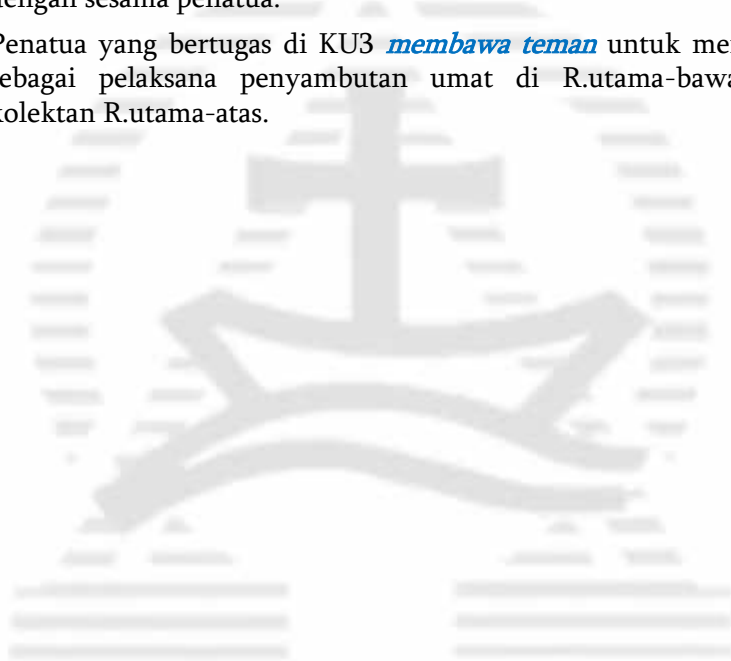 dengan sesama penatua.
Penatua yang bertugas di KU3 membawa teman untuk
sebagai pelaksana penyambutan umat di R.utama-
kolektan R.utama-atas.